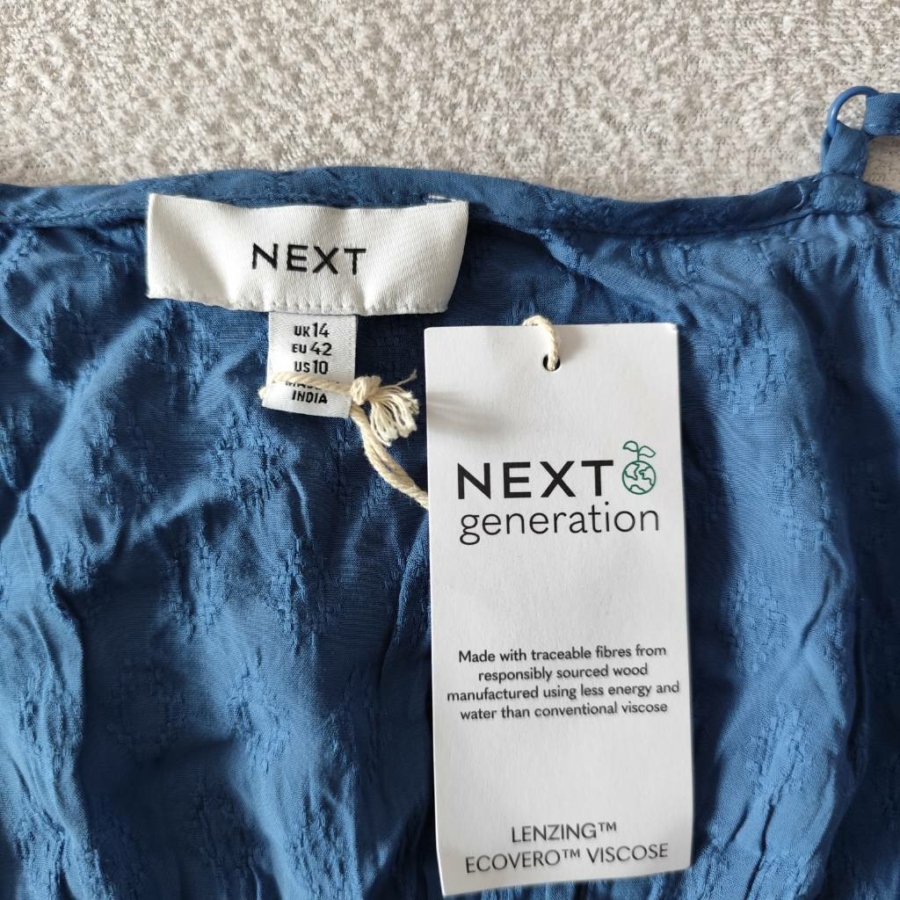 NEXT
UK 14
EU 42
US 10
INDIA
NEXT
generation
Made with traceable fibres from
responsibly sourced wood
manufactured using less energy and
water than conventional viscose
LENZING™
ECOVERO™ VISCOSE